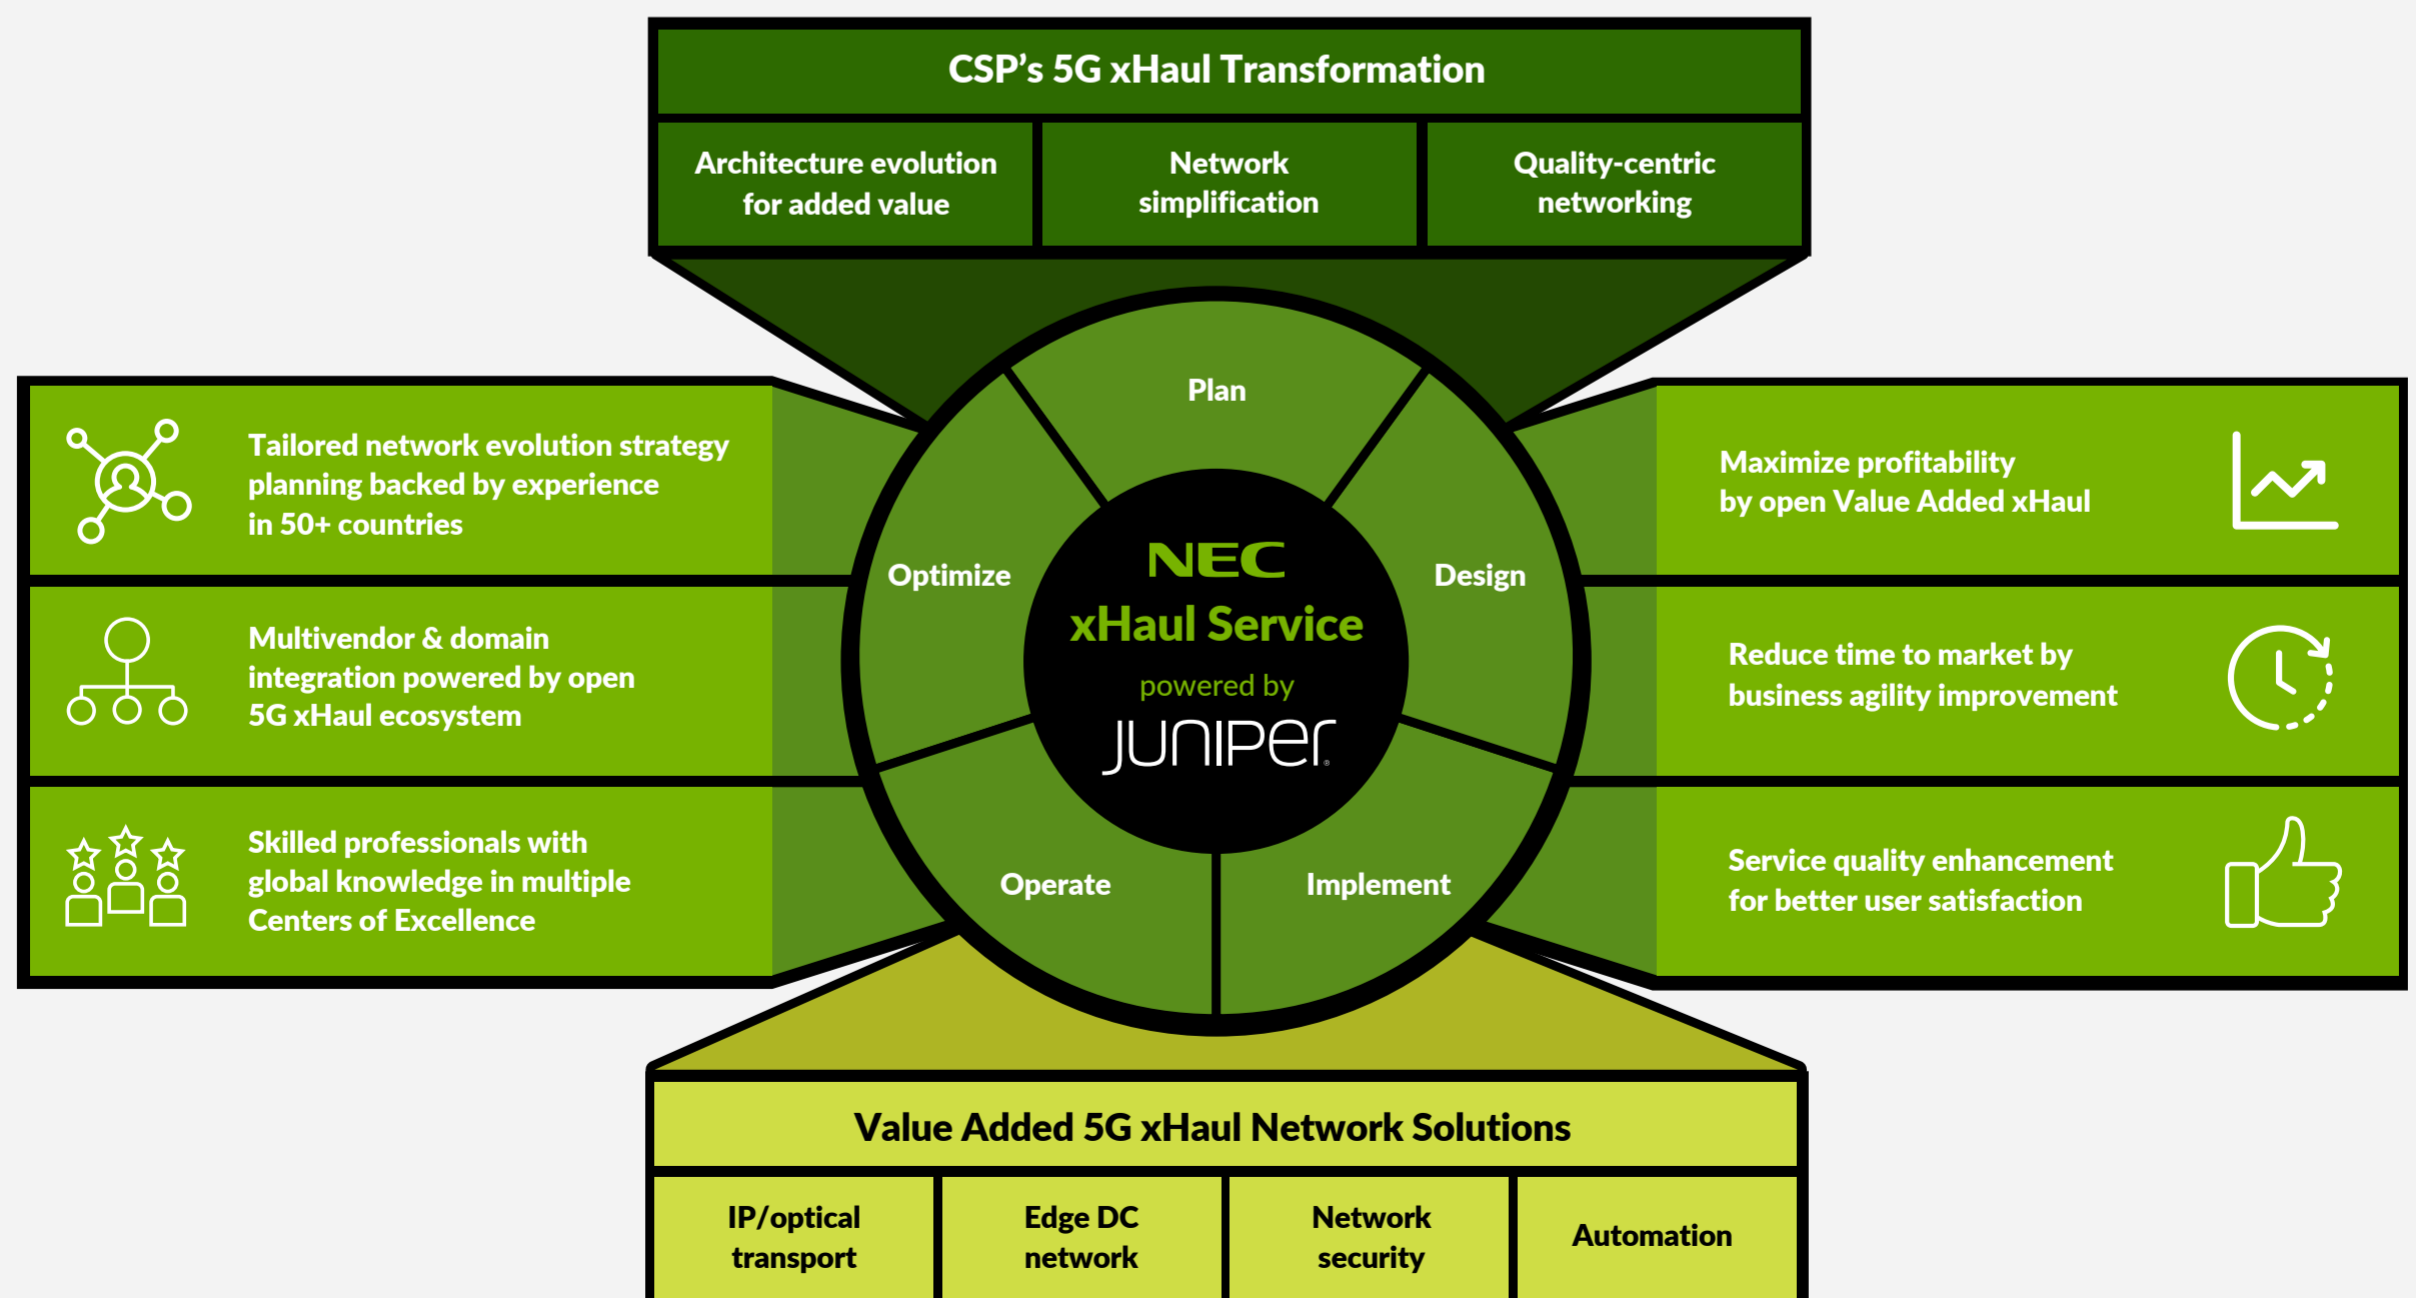 CSP’s 5G xHaul Transformation
Architecture evolution
for added value
Network
simplification
Quality-centric
networking
Tailored network evolution strategy
planning backed by experience
in 50+ countries
Multivendor & domain
integration powered by open
5G xHaul ecosystem
Skilled professionals with
global knowledge in multiple
Centers of Excellence
Plan
Optimize
Design
Operate
Implement
NEC
xHaul Service
powered by
JUNIPer
Maximize profitability
by open Value Added xHaul
Reduce time to market by
business agility improvement
Service quality enhancement
for better user satisfaction
Value Added 5G xHaul Network Solutions
IP/optical
transport
Edge DC
network
Network
security
Automation